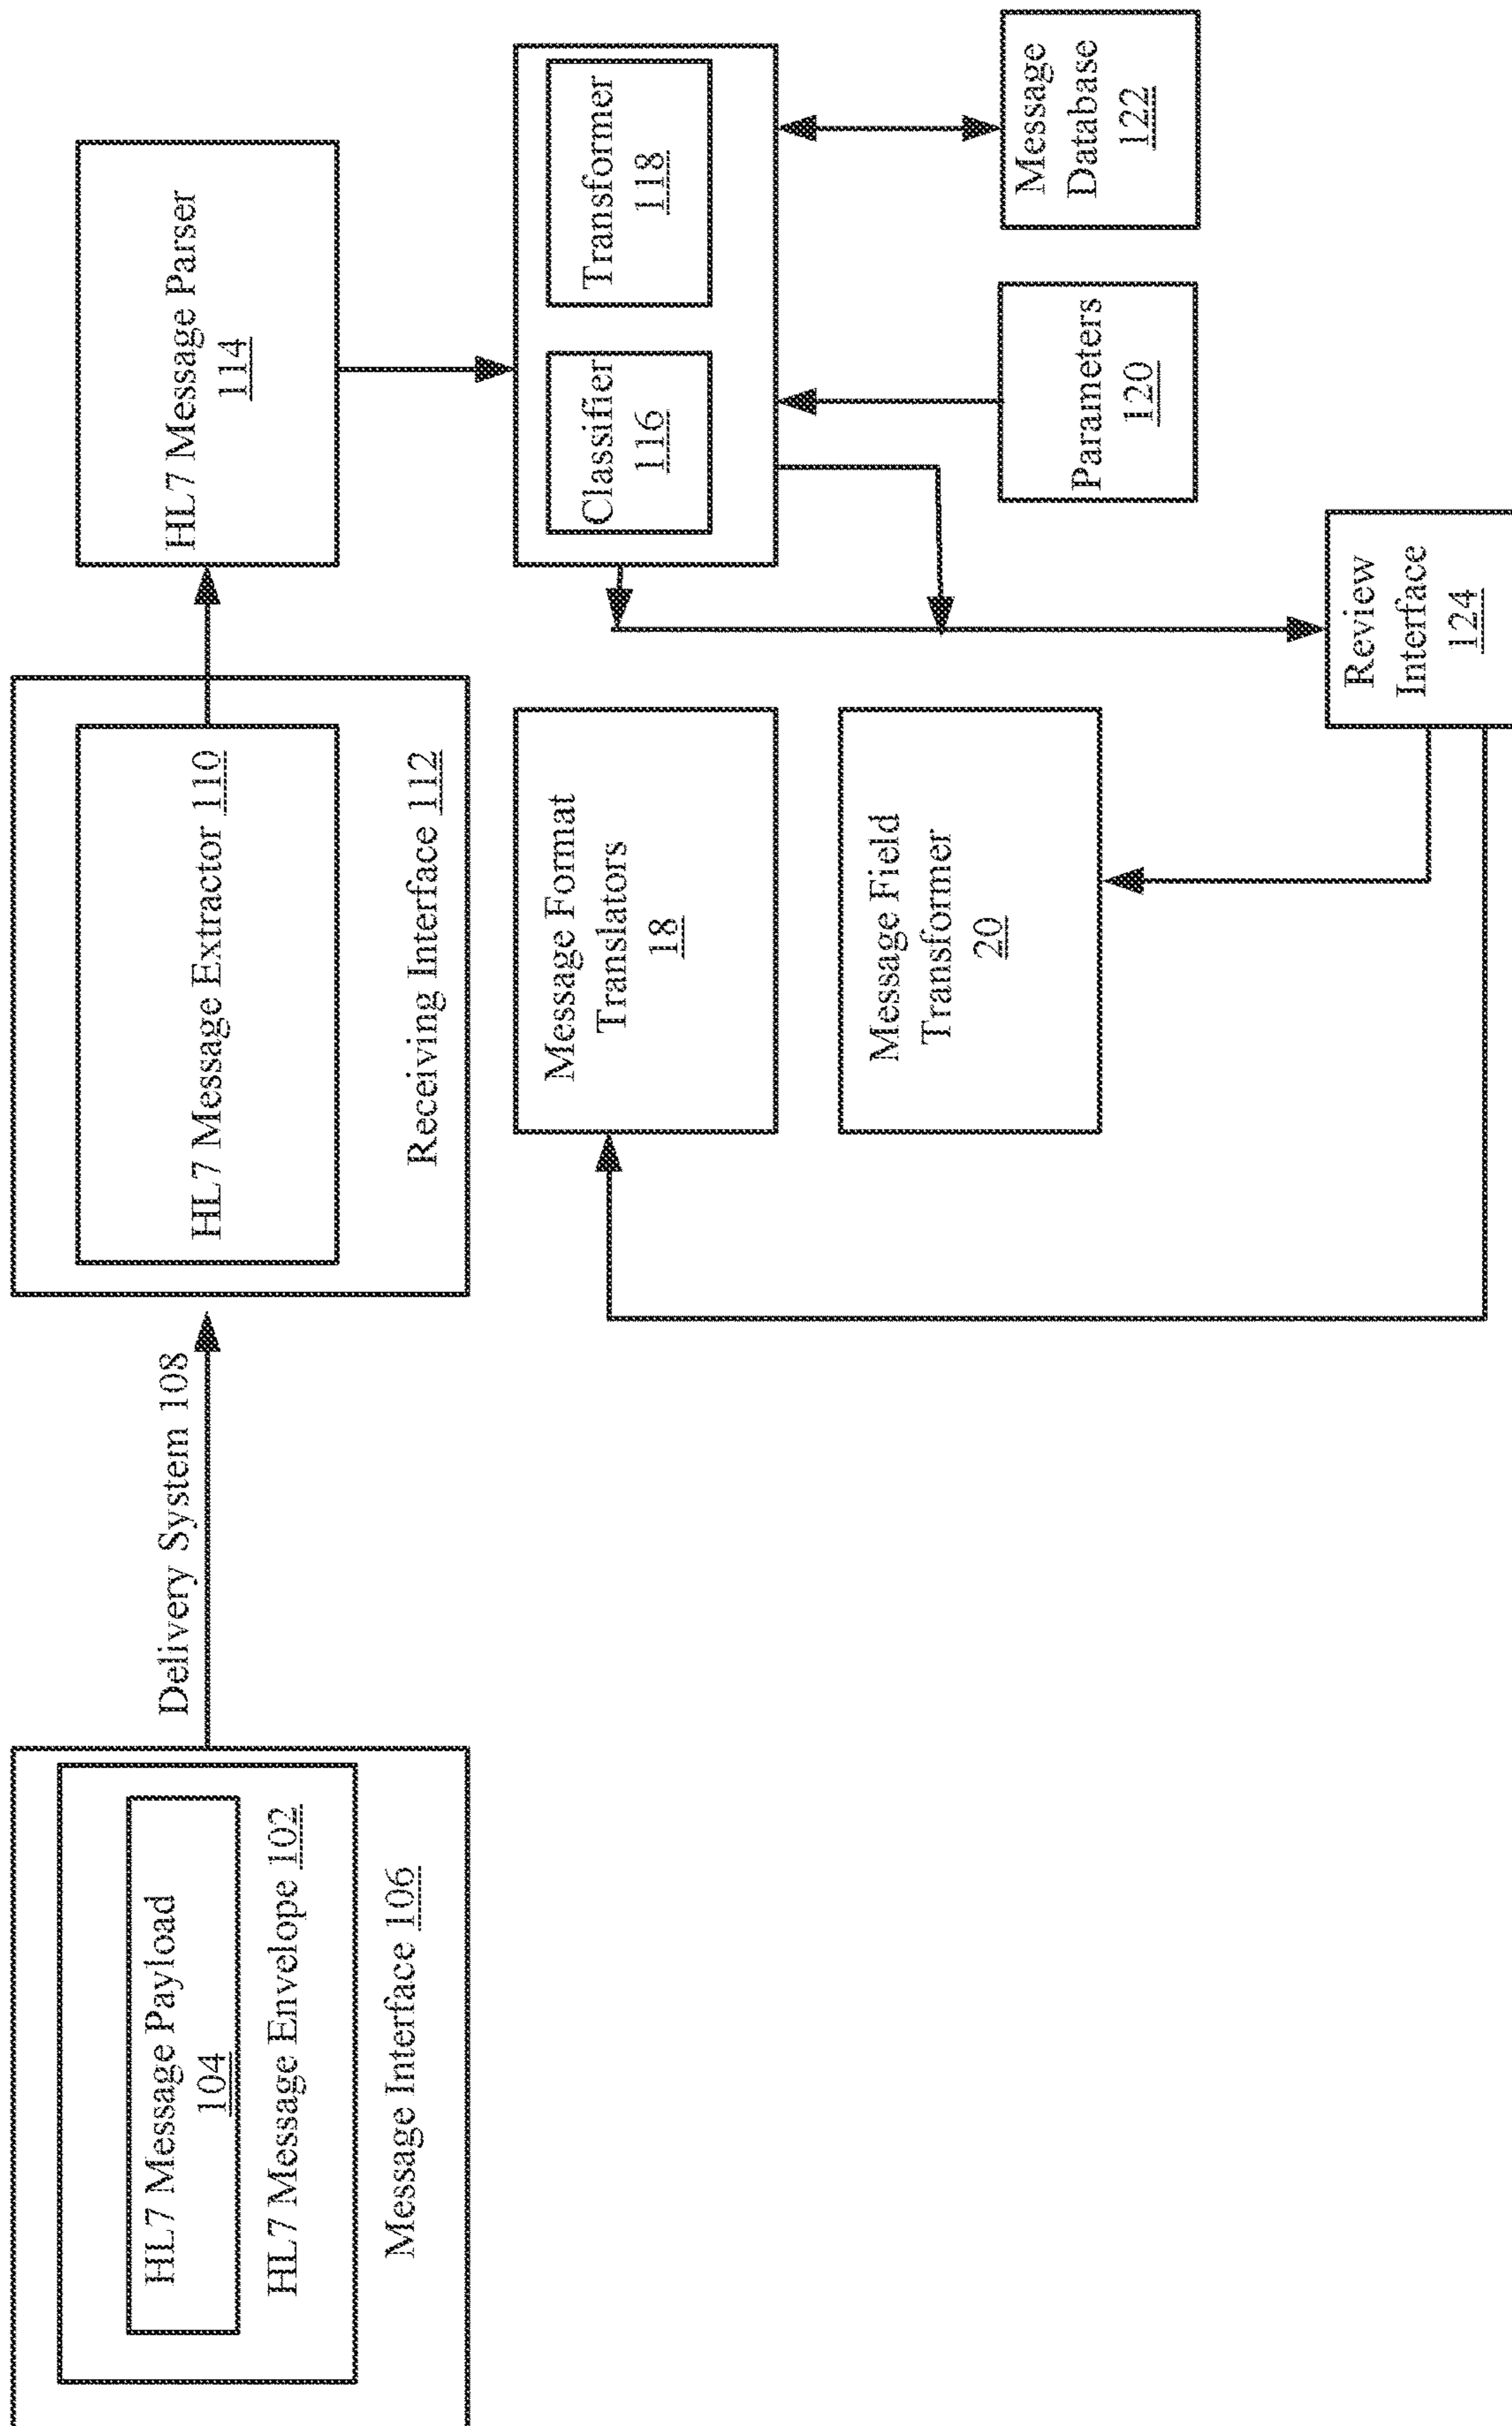 HL7 Message Payload
104
HL7 Message Envelope 102
Message Interface 106
Delivery System 108
HL7 Message Extractor 110
Receiving Interface 112
HL7 Message Parser
114
Classifier
116
Transformer
118
Parameters
120
Message
Database
122
Message Format
Translators
18
Message Field
Transformer
20
Review
Interface
124